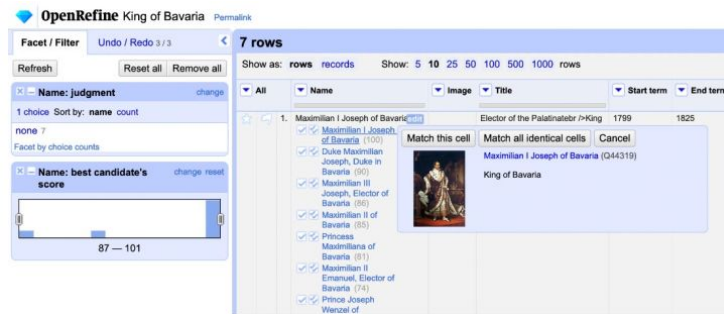 OpenRefine King of Bavaria Permalink
Facet / Filter Undo / Redo 3 / 3
Refresh Reset all Remove all
Name: judgment change
1 choice Sort by: name count
none 7
Facet by choice counts
Name: best candidate's score change reset
87 — 101
7 rows
Show as: rows records Show: 5 10 25 50 100 500 1000 rows
All Name Image Title Start term End term
1. Maximilian I Joseph of Bavaria edit Elector of the Palatinatebr />King 1799 1825
Maximilian I Joseph of Bavaria (100)
Duke Maximilian Joseph, Duke in Bavaria (90)
Maximilian III Joseph, Elector of Bavaria (86)
Maximilian II of Bavaria (85)
Princess Maximiliana of Bavaria (81)
Maximilian II Emanuel, Elector of Bavaria (74)
Prince Joseph Wenzel of
Match this cell Match all identical cells Cancel
Maximilian I Joseph of Bavaria (Q44319)
King of Bavaria